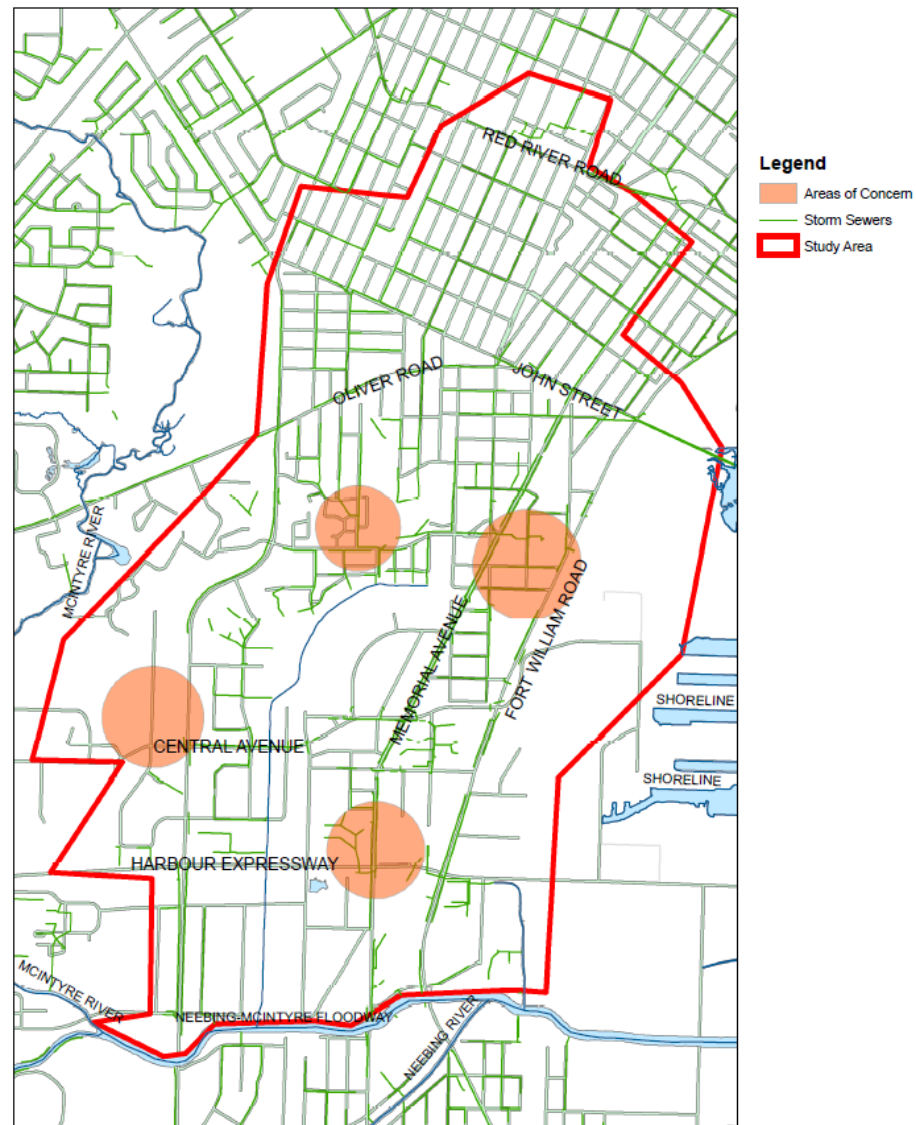 RED RIVER ROAD
Legend
Areas of Concern
Storm Sewers
Study Area
OLIVER ROAD
JOHN STREET
MCINTYRE RIVER
MEMORIAL AVENUE
FORT WILLIAM ROAD
SHORELINE
CENTRAL AVENUE
SHORELINE
HARBOUR EXPRESSWAY
MCINTYRE RIVER
NEEBING-MCINTYRE FLOODWAY
NEEBING RIVER